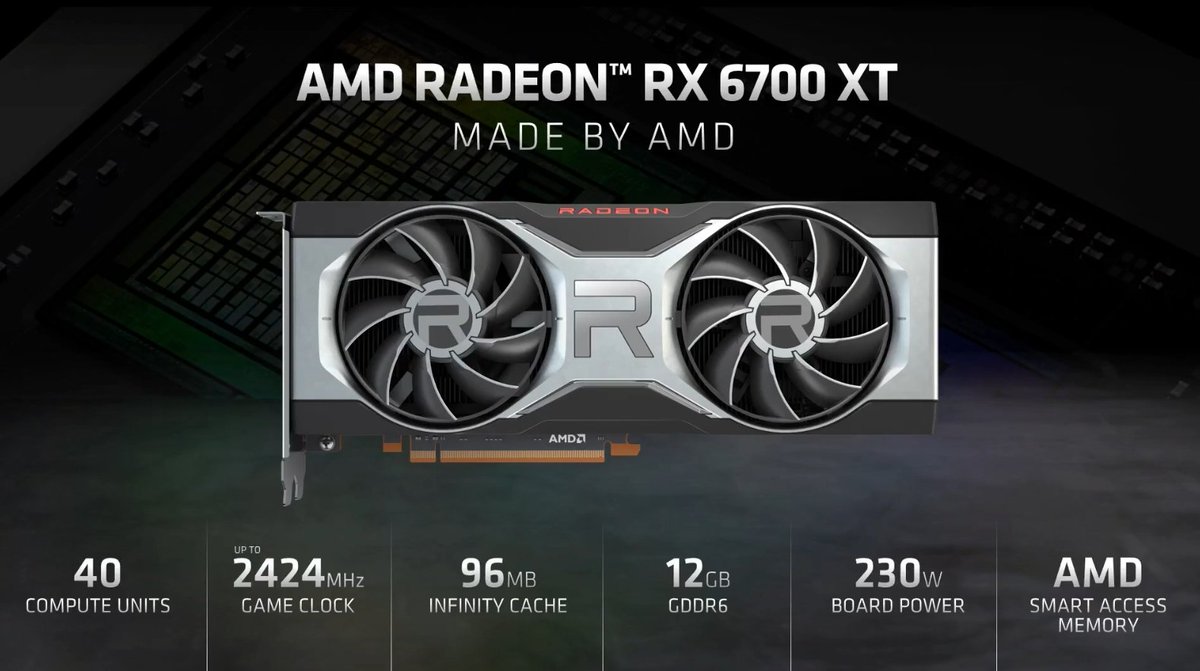 AMD RADEON™ RX 6700 XT
MADE BY AMD
RADEON
R
R
R
AMD
40
COMPUTE UNITS
UP TO
2424MHz
GAME CLOCK
96MB
INFINITY CACHE
12GB
GDDR6
230W
BOARD POWER
AMD
SMART ACCESS
MEMORY